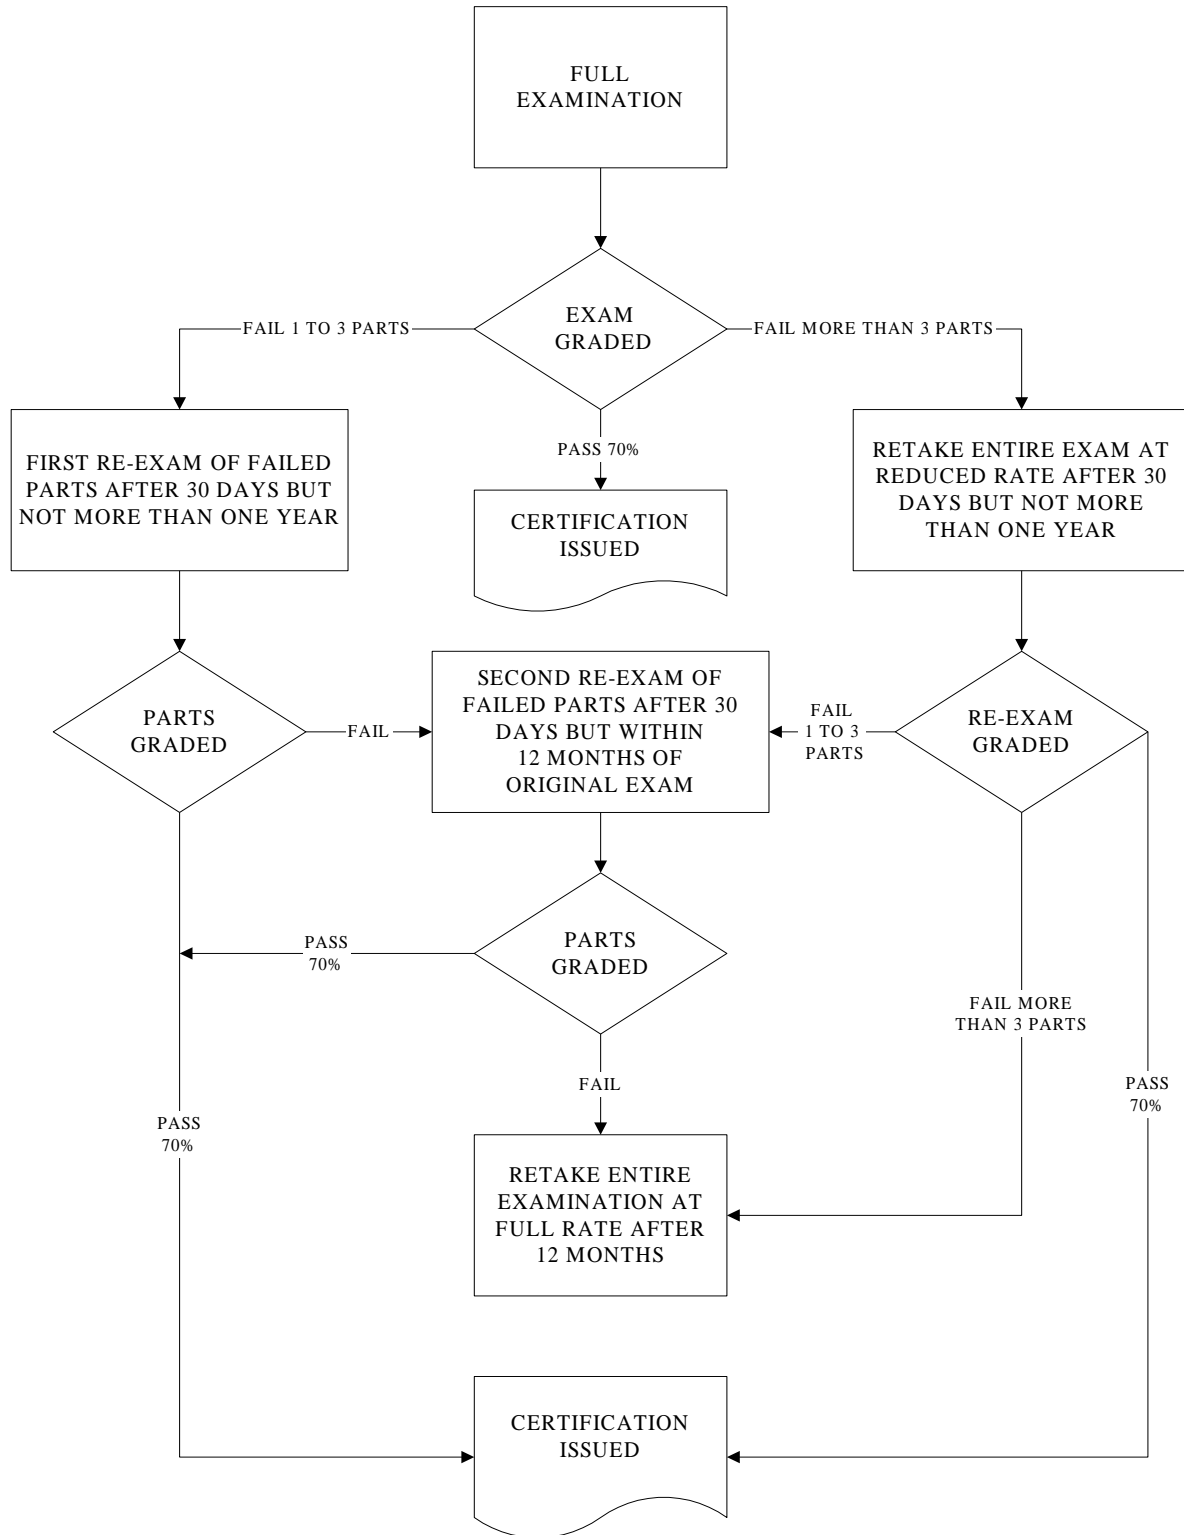 FULL
EXAMINATION
EXAM
GRADED
FAIL 1 TO 3 PARTS
FAIL MORE THAN 3 PARTS
PASS 70%
FIRST RE-EXAM OF FAILED
PARTS AFTER 30 DAYS BUT
NOT MORE THAN ONE YEAR
CERTIFICATION
ISSUED
RETAKE ENTIRE EXAM AT
REDUCED RATE AFTER 30
DAYS BUT NOT MORE
THAN ONE YEAR
PARTS
GRADED
FAIL
SECOND RE-EXAM OF
FAILED PARTS AFTER 30
DAYS BUT WITHIN
12 MONTHS OF
ORIGINAL EXAM
FAIL
1 TO 3
PARTS
RE-EXAM
GRADED
PASS
70%
PARTS
GRADED
FAIL MORE
THAN 3 PARTS
FAIL
PASS
70%
PASS
70%
RETAKE ENTIRE
EXAMINATION AT
FULL RATE AFTER
12 MONTHS
CERTIFICATION
ISSUED